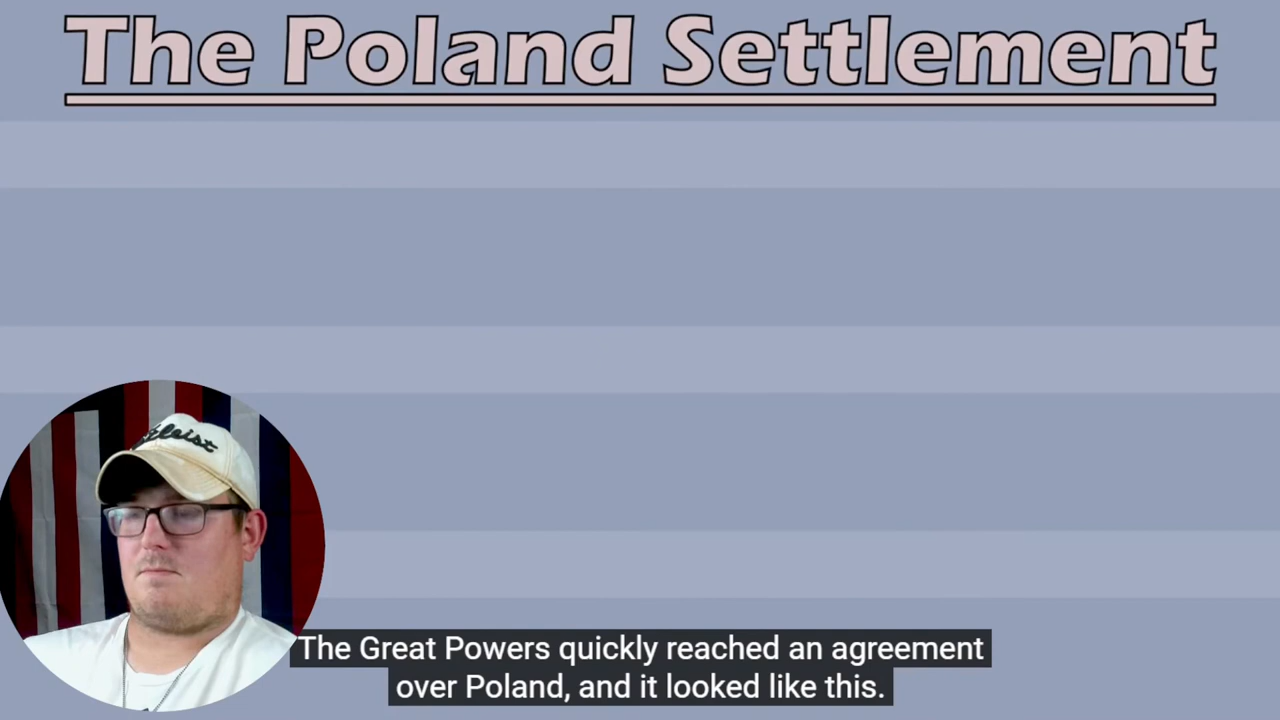 The Poland Settlement
The Great Powers quickly reached an agreement
over Poland, and it looked like this.